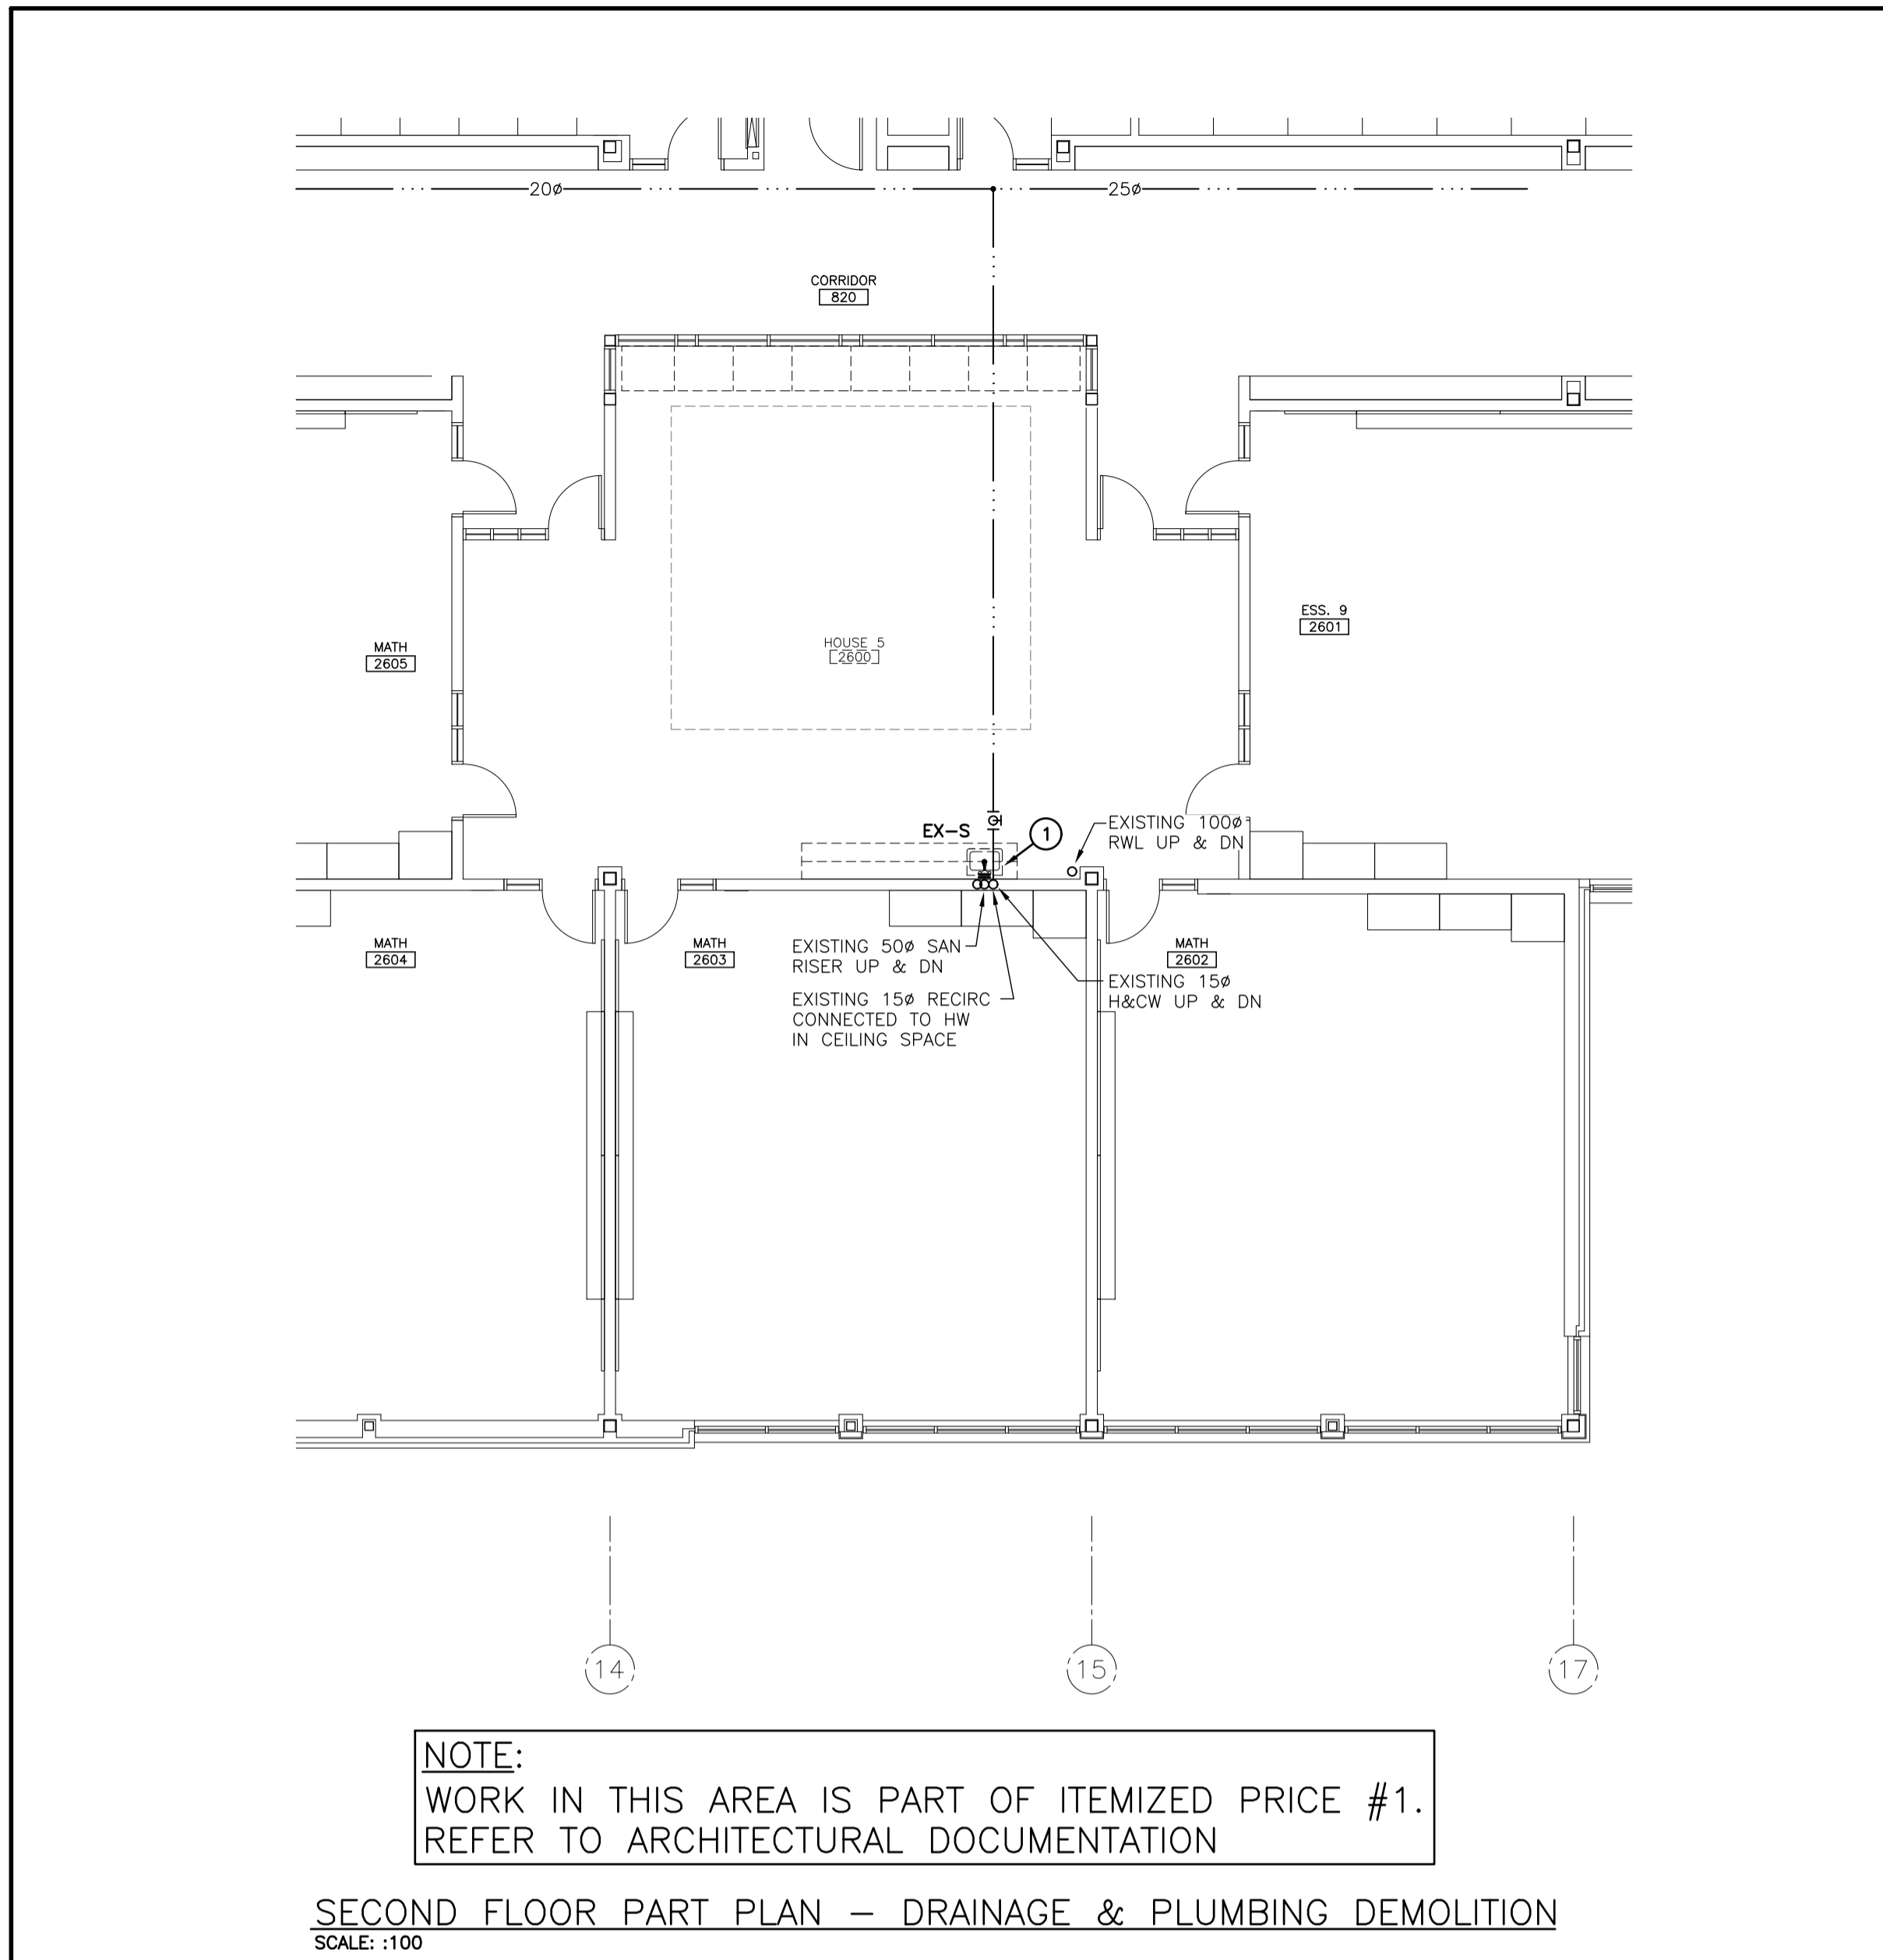 20ø
25ø
CORRIDOR
820
ESS. 9
2601
HOUSE 5
2600
MATH
2605
EX-S
1
EXISTING 100ø
RWL UP & DN
MATH
2604
MATH
2603
MATH
2602
EXISTING 50ø SAN
RISER UP & DN
EXISTING 15ø RECIRC
CONNECTED TO HW
IN CEILING SPACE
EXISTING 15ø
H&CW UP & DN
14
15
17
NOTE:
WORK IN THIS AREA IS PART OF ITEMIZED PRICE #1.
REFER TO ARCHITECTURAL DOCUMENTATION
SECOND FLOOR PART PLAN – DRAINAGE & PLUMBING DEMOLITION
SCALE: :100